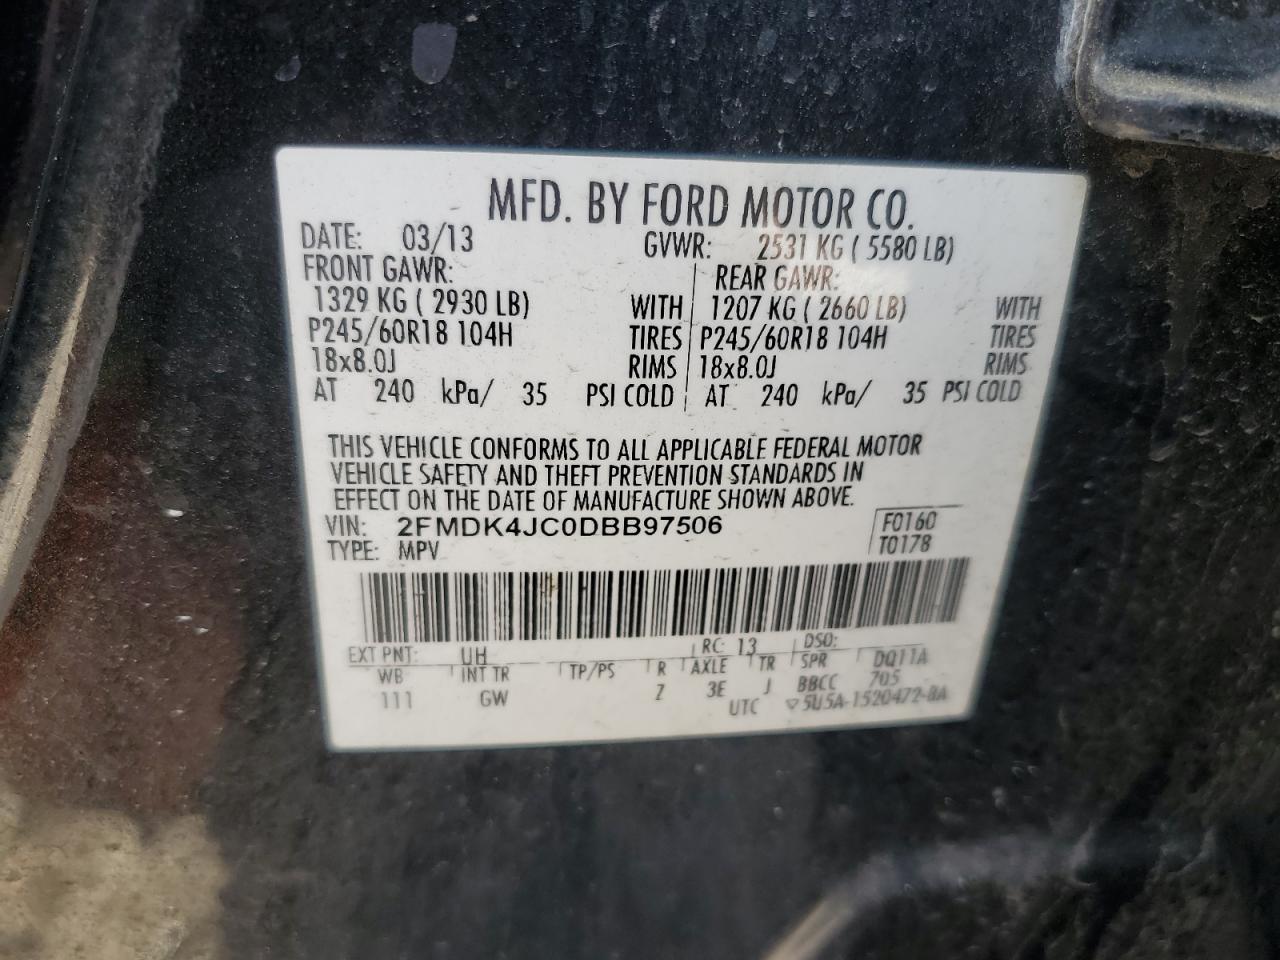 MFD. BY FORD MOTOR CO.
DATE: 03/13 GVWR: 2531 KG ( 5580 LB)
FRONT GAWR: REAR GAWR:
1329 KG ( 2930 LB) WITH 1207 KG ( 2660 LB) WITH
P245/60R18 104H TIRES P245/60R18 104H TIRES
18x8.0J RIMS 18x8.0J RIMS
AT 240 kPa/ 35 PSI COLD AT 240 kPa/ 35 PSI COLD
THIS VEHICLE CONFORMS TO ALL APPLICABLE FEDERAL MOTOR
VEHICLE SAFETY AND THEFT PREVENTION STANDARDS IN
EFFECT ON THE DATE OF MANUFACTURE SHOWN ABOVE.
VIN: 2FMDK4JC0DBB97506 F0160
TYPE: MPV T0178
EXT PNT: UH RC: 13 DSO:
WB INT TR TP/PS R AXLE TR SPR DQ11A
111 GW Z 3E J BBCC 705
UTC ▽5U5A-1520472-BA